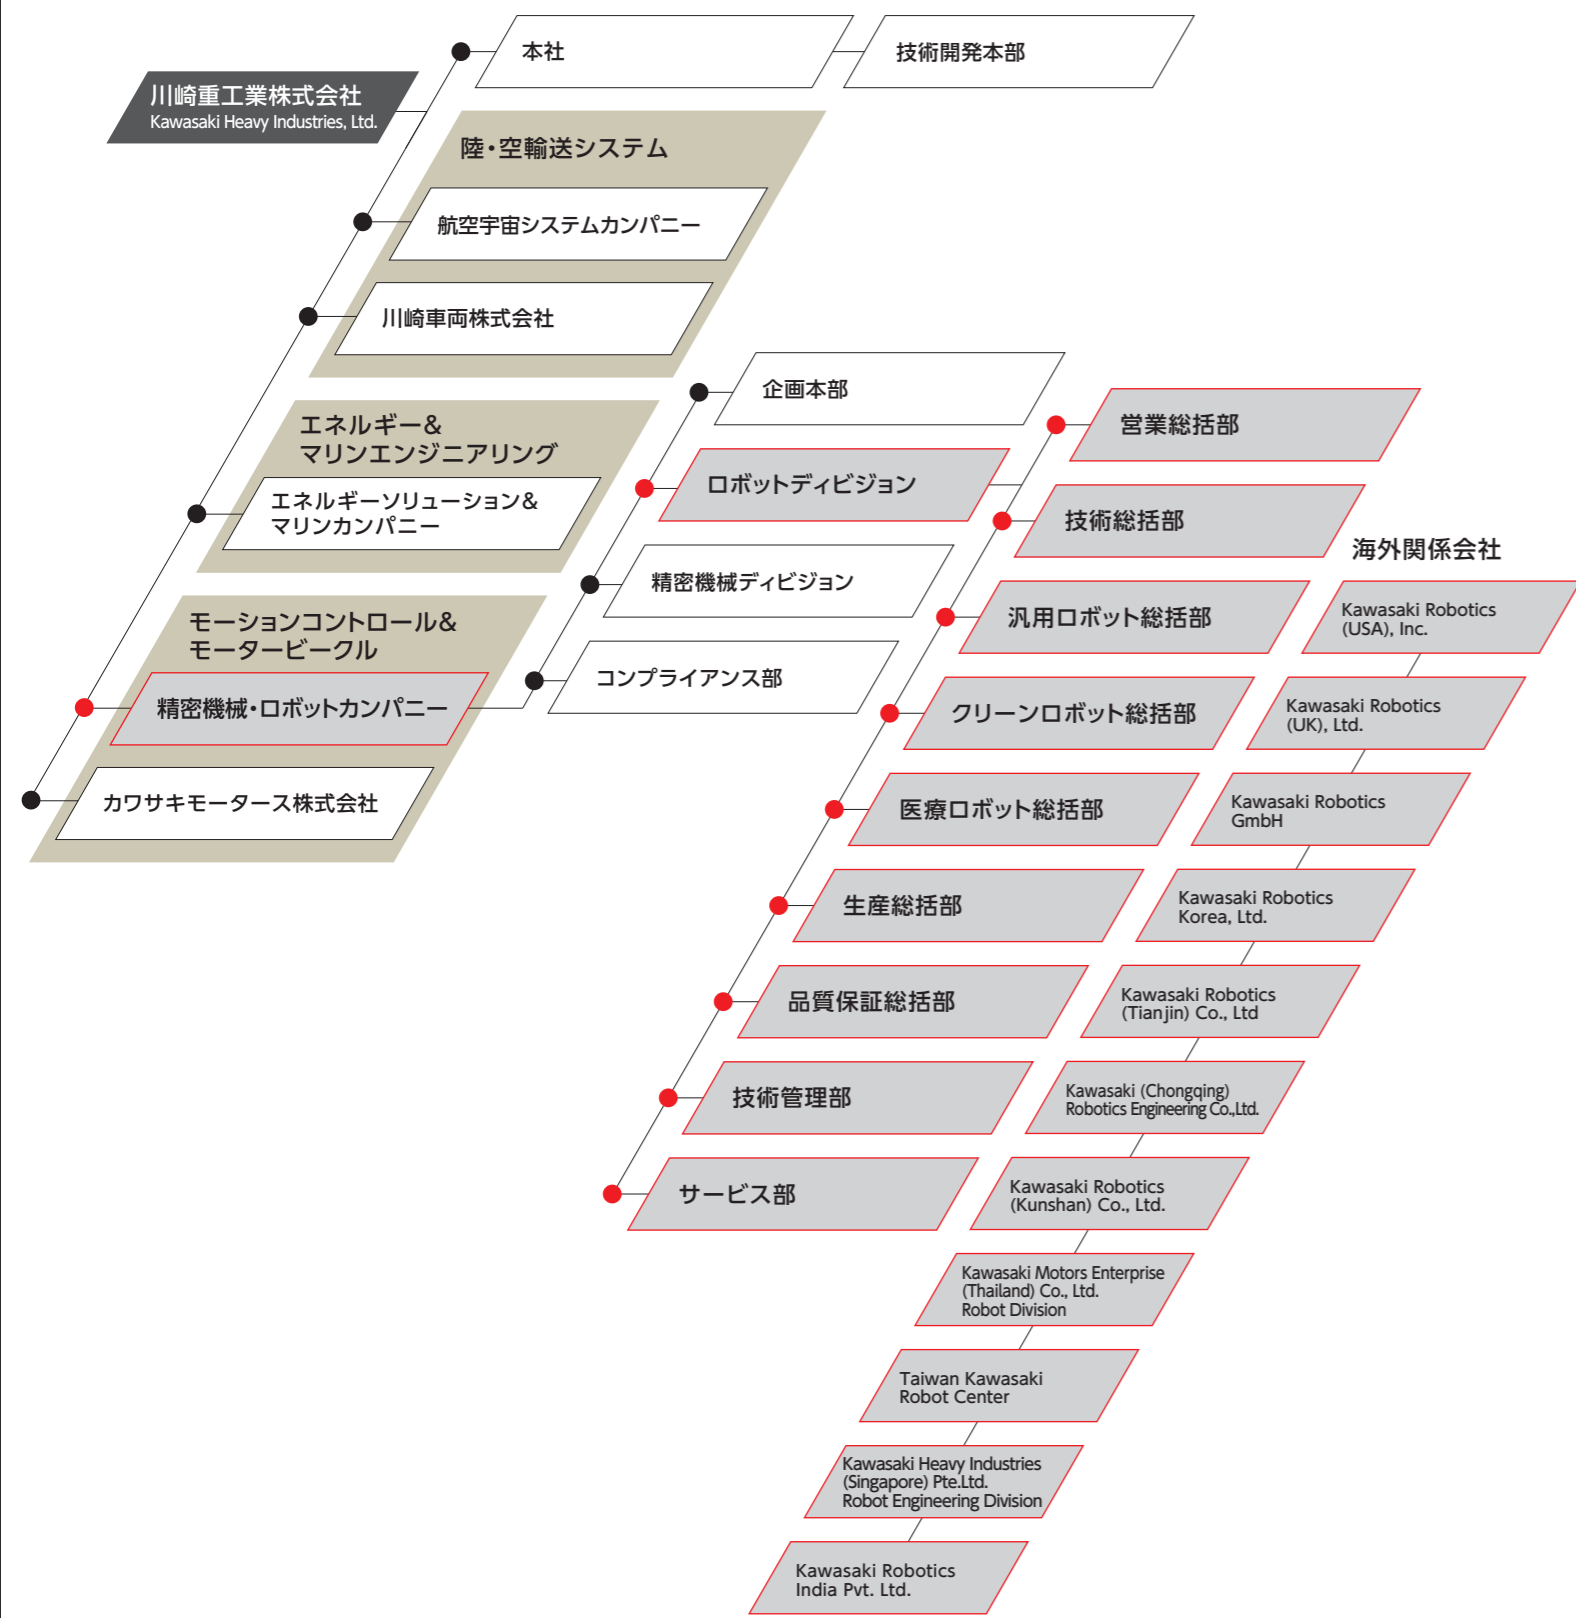 川崎重工業株式会社
Kawasaki Heavy Industries, Ltd.
本社
技術開発本部
陸・空輸送システム
航空宇宙システムカンパニー
川崎車両株式会社
エネルギー&
マリンエンジニアリング
エネルギーソリューション&
マリンカンパニー
モーションコントロール&
モータービークル
精密機械・ロボットカンパニー
カワサキモータース株式会社
企画本部
ロボットディビジョン
精密機械ディビジョン
コンプライアンス部
営業総括部
技術総括部
汎用ロボット総括部
クリーンロボット総括部
医療ロボット総括部
生産総括部
品質保証総括部
技術管理部
サービス部
海外関係会社
Kawasaki Robotics
(USA), Inc.
Kawasaki Robotics
(UK), Ltd.
Kawasaki Robotics
GmbH
Kawasaki Robotics
Korea, Ltd.
Kawasaki Robotics
(Tianjin) Co., Ltd
Kawasaki (Chongqing)
Robotics Engineering Co.,Ltd.
Kawasaki Robotics
(Kunshan) Co., Ltd.
Kawasaki Motors Enterprise
(Thailand) Co., Ltd.
Robot Division
Taiwan Kawasaki
Robot Center
Kawasaki Heavy Industries
(Singapore) Pte.Ltd.
Robot Engineering Division
Kawasaki Robotics
India Pvt. Ltd.